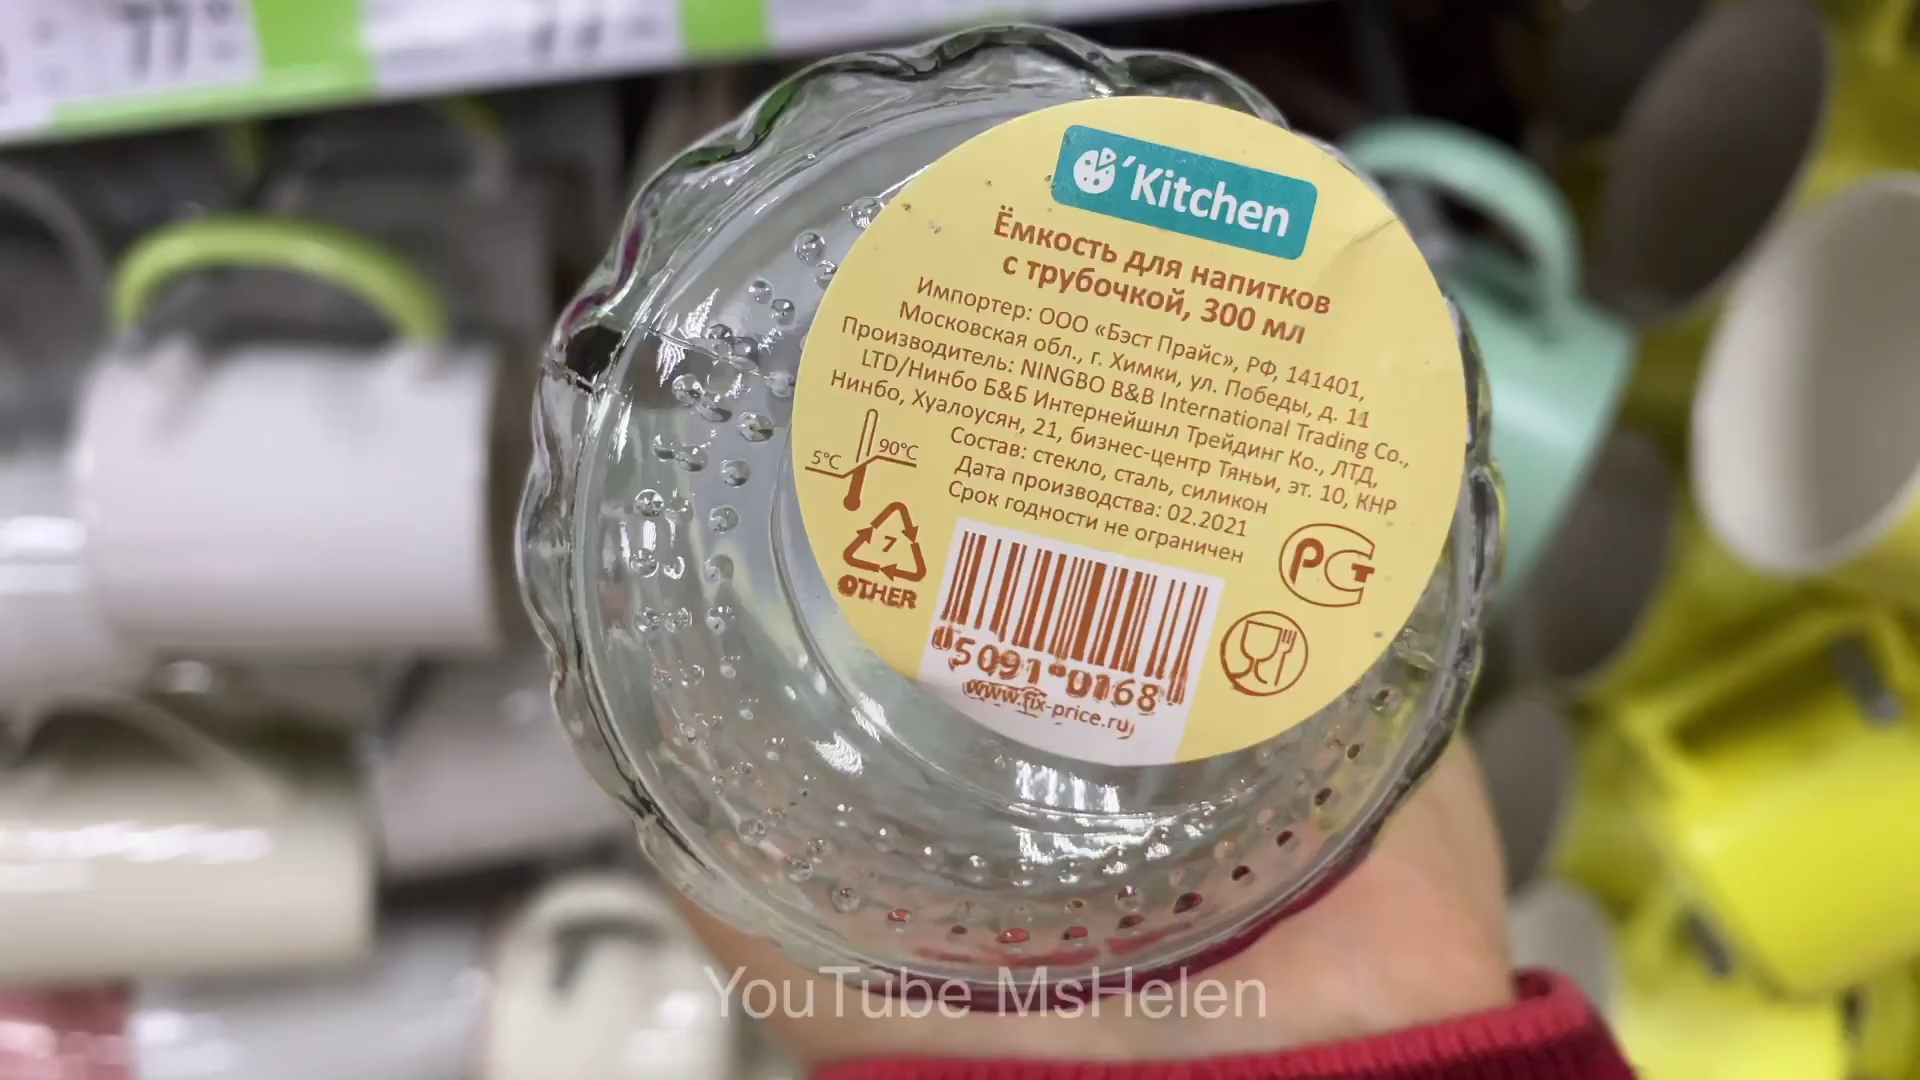 77
77
'Kitchen
Ёмкость для напитков
с трубочкой, 300 мл
Импортер: ООО «Бэст Прайс», РФ, 141401,
Московская обл., г. Химки, ул. Победы, д. 11
Производитель: NINGBO B&B International Trading Co.,
LTD/Нинбо Б&Б Интернейшнл Трейдинг Ко., ЛТД,
Нинбо, Хуалоусян, 21, бизнес-центр Тяньи, эт. 10, КНР
Состав: стекло, сталь, силикон
Дата производства: 02.2021
Срок годности не ограничен
5°C
90°C
7
OTHER
РСТ
5091 0168
www.fix-price.ru
YouTube MsHelen